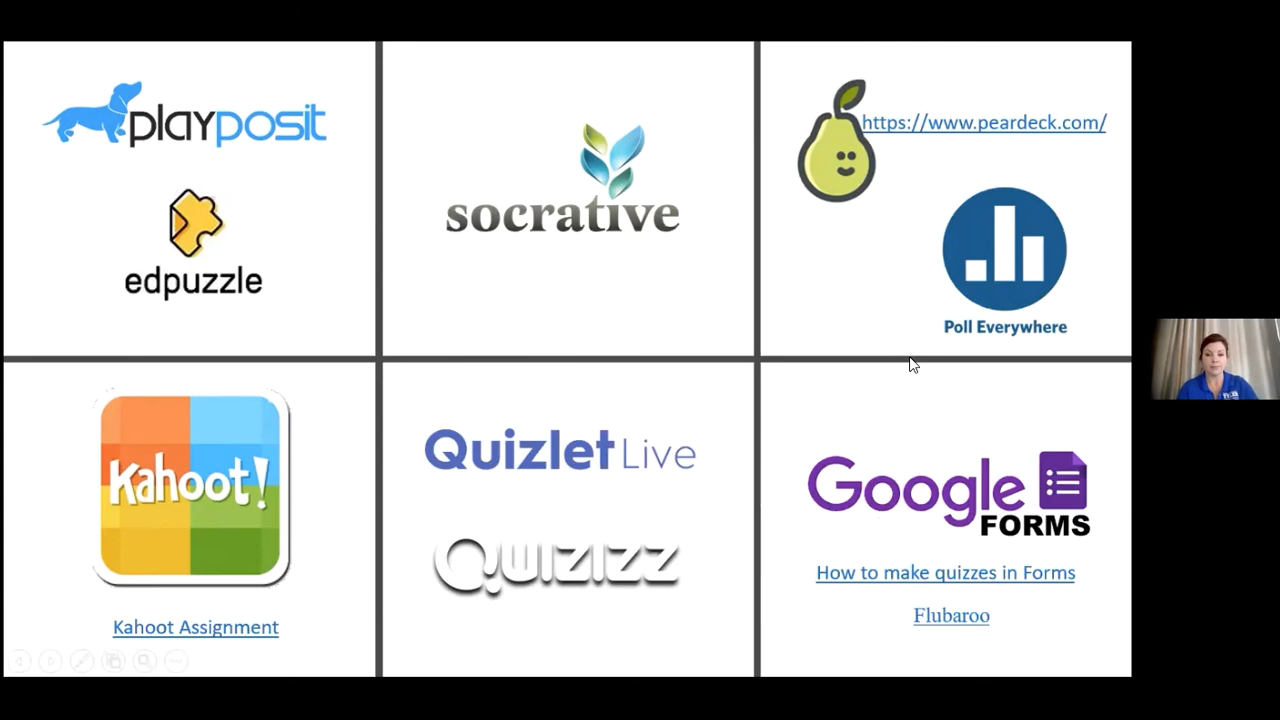 playposit
edpuzzle
socrative
https://www.peardeck.com/
Poll Everywhere
Kahoot!
Kahoot Assignment
Quizlet Live
Quizizz
Google
FORMS
How to make quizzes in Forms
Flubaroo